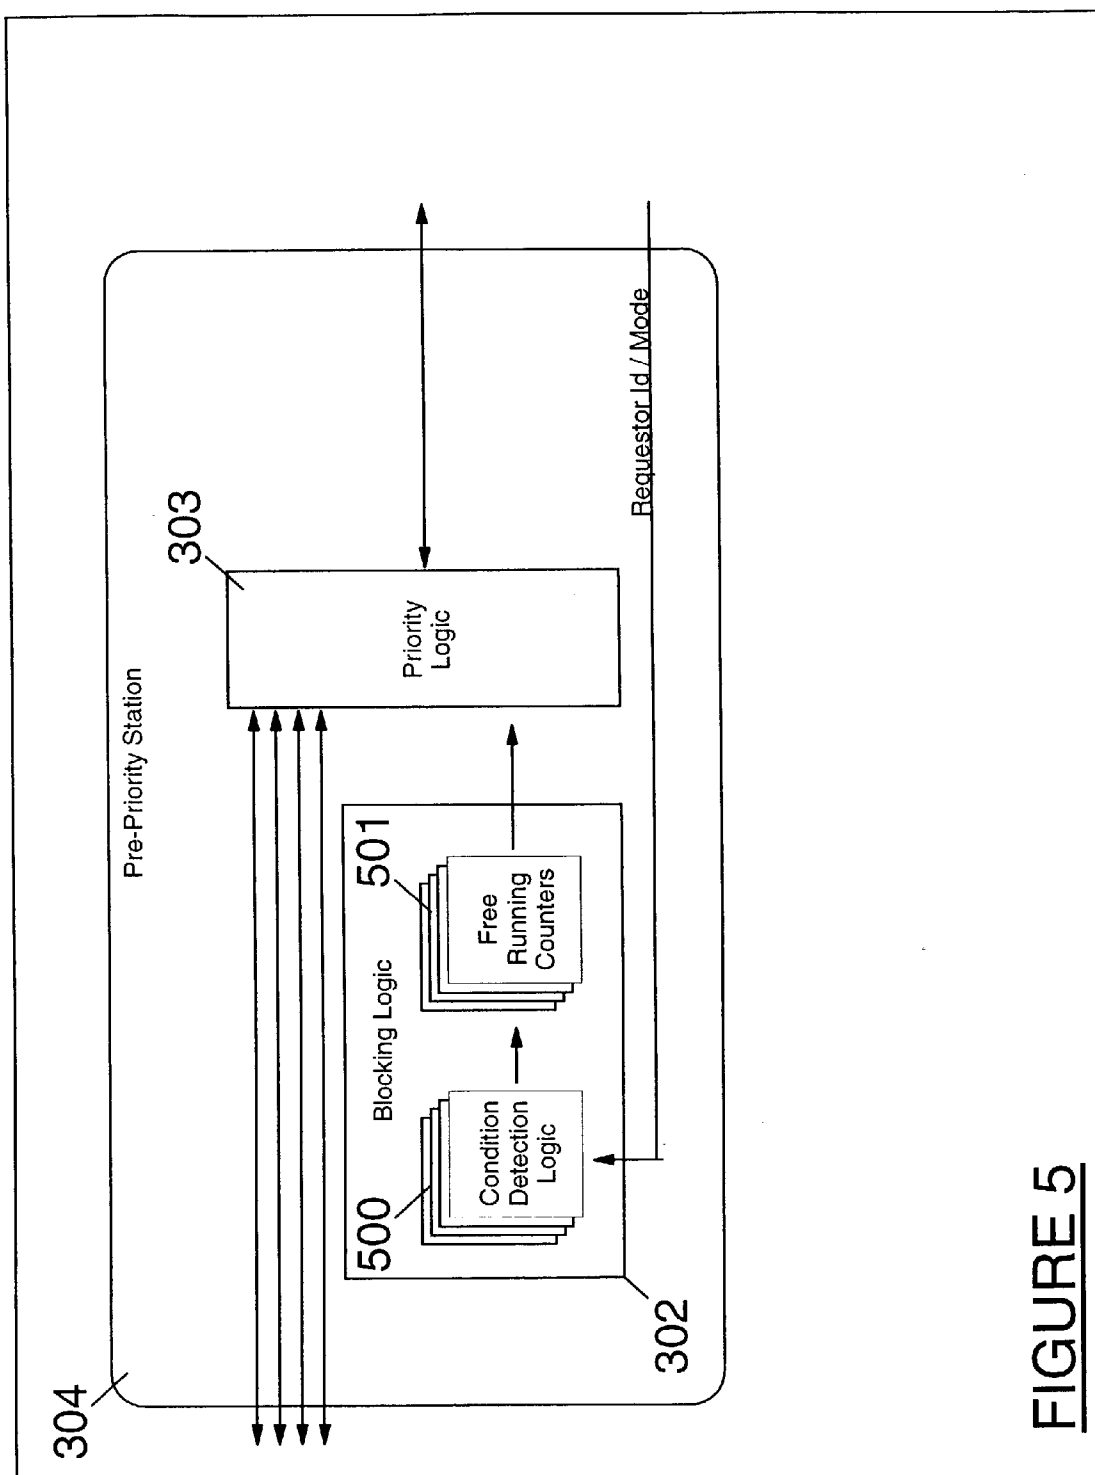 304
Pre-Priority Station
303
Priority
Logic
500
Blocking Logic
501
Condition
Detection
Logic
Free
Running
Counters
302
Requestor Id / Mode
FIGURE 5